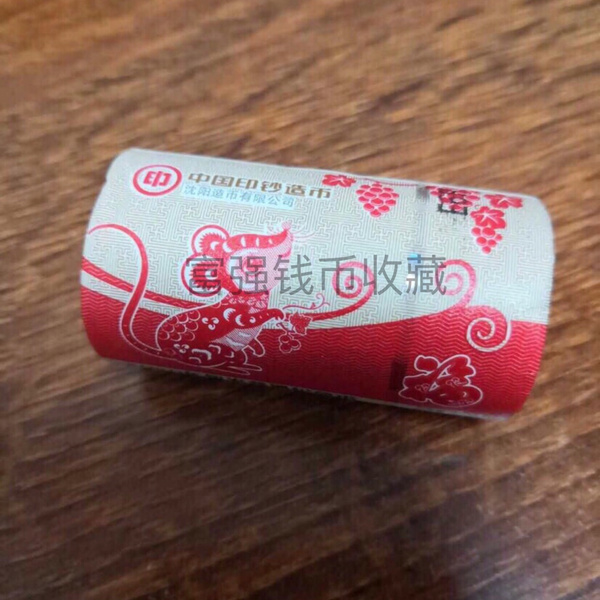 印 中国印钞造币
沈阳造币有限公司
富强钱币收藏